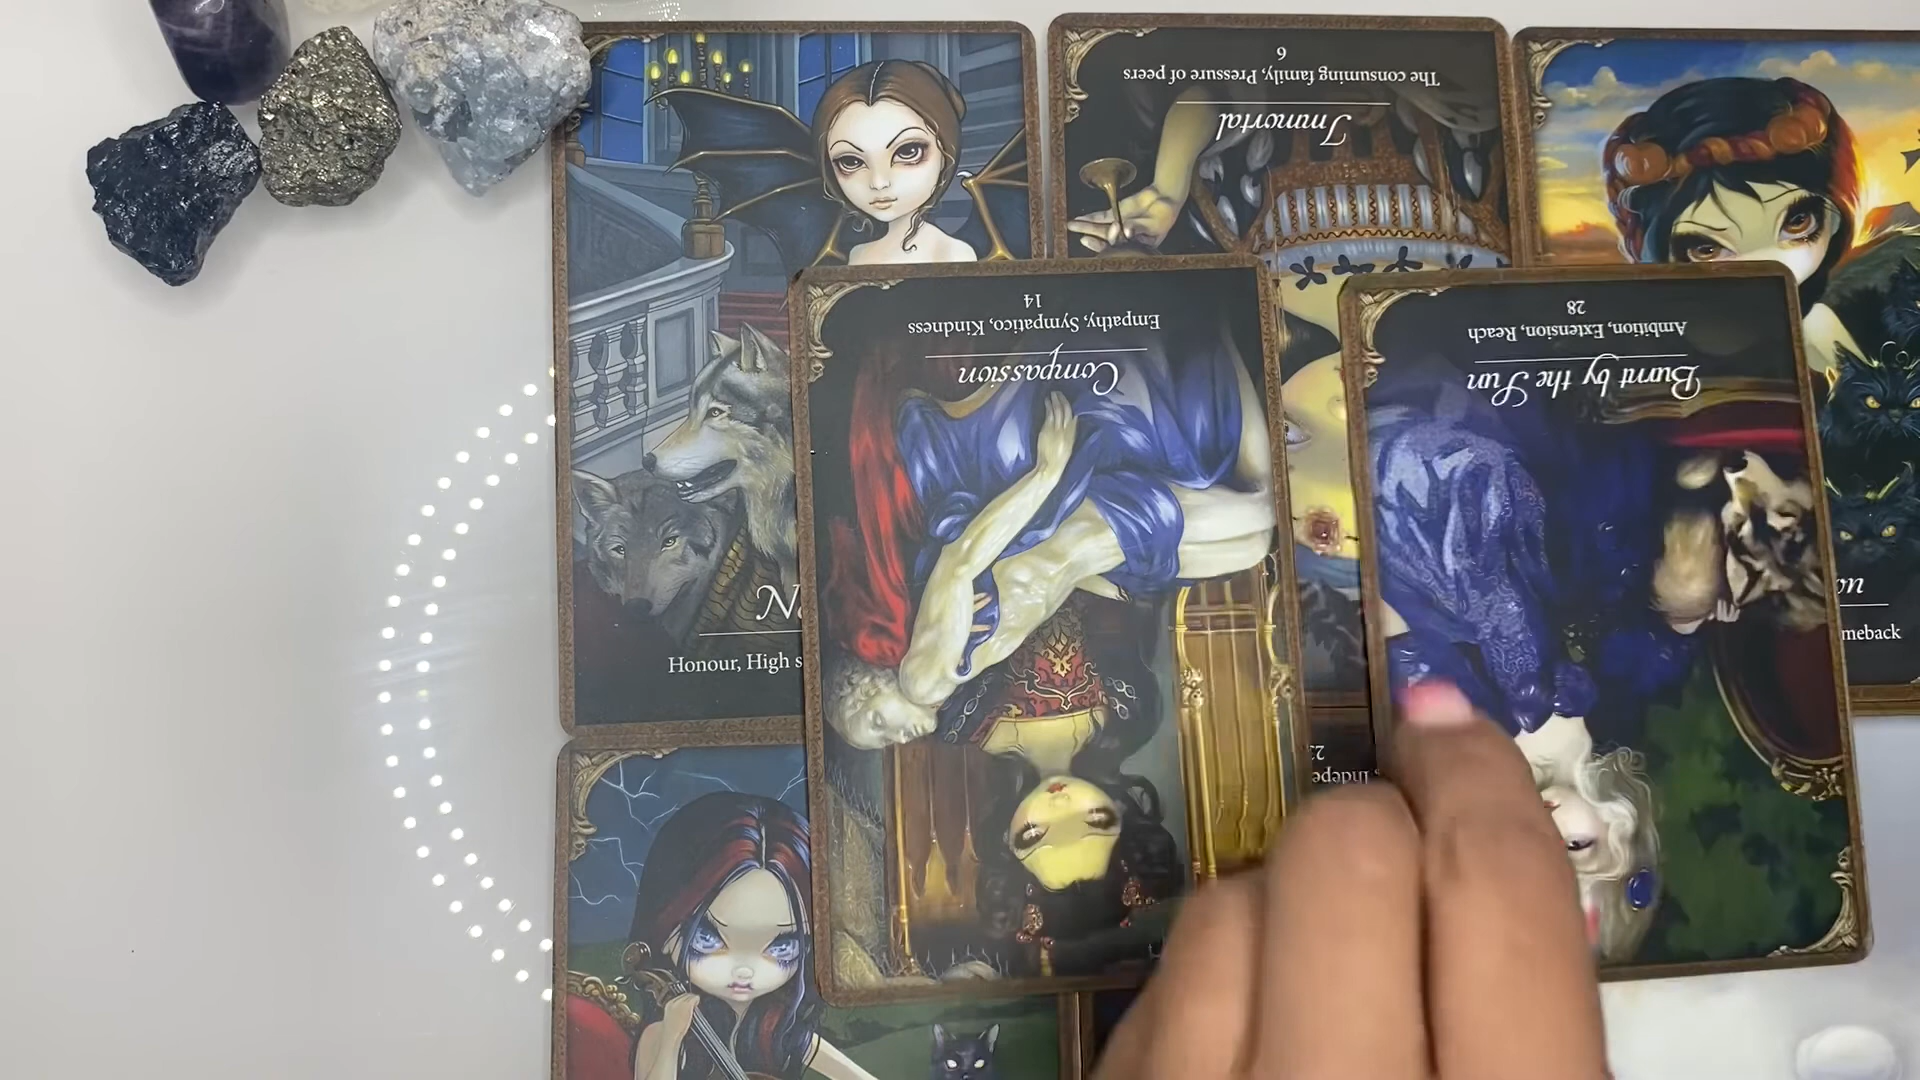 6
The consuming family, Pressure of peers
Immortal
14
Empathy, Sympatico, Kindness
Compassion
28
Ambition, Extension, Reach
Burnt by the Sun
Honour, High s
meback